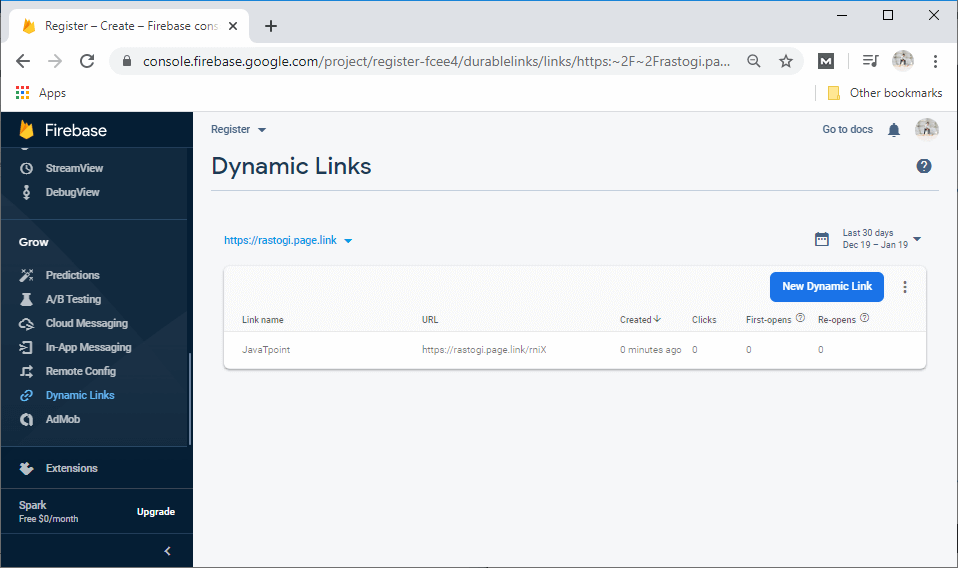 Register – Create – Firebase cons
console.firebase.google.com/project/register-fcee4/durablelinks/links/https:~2F~2Frastogi.pa...
M
Apps
Other bookmarks
Firebase
StreamView
DebugView
Grow
Predictions
A/B Testing
Cloud Messaging
In-App Messaging
Remote Config
Dynamic Links
AdMob
Extensions
Spark
Free $0/month
Upgrade
Register
Go to docs
Dynamic Links
https://rastogi.page.link
Last 30 days
Dec 19 – Jan 19
New Dynamic Link
Link name URL Created Clicks First-opens Re-opens
JavaTpoint https://rastogi.page.link/rniX 0 minutes ago 0 0 0